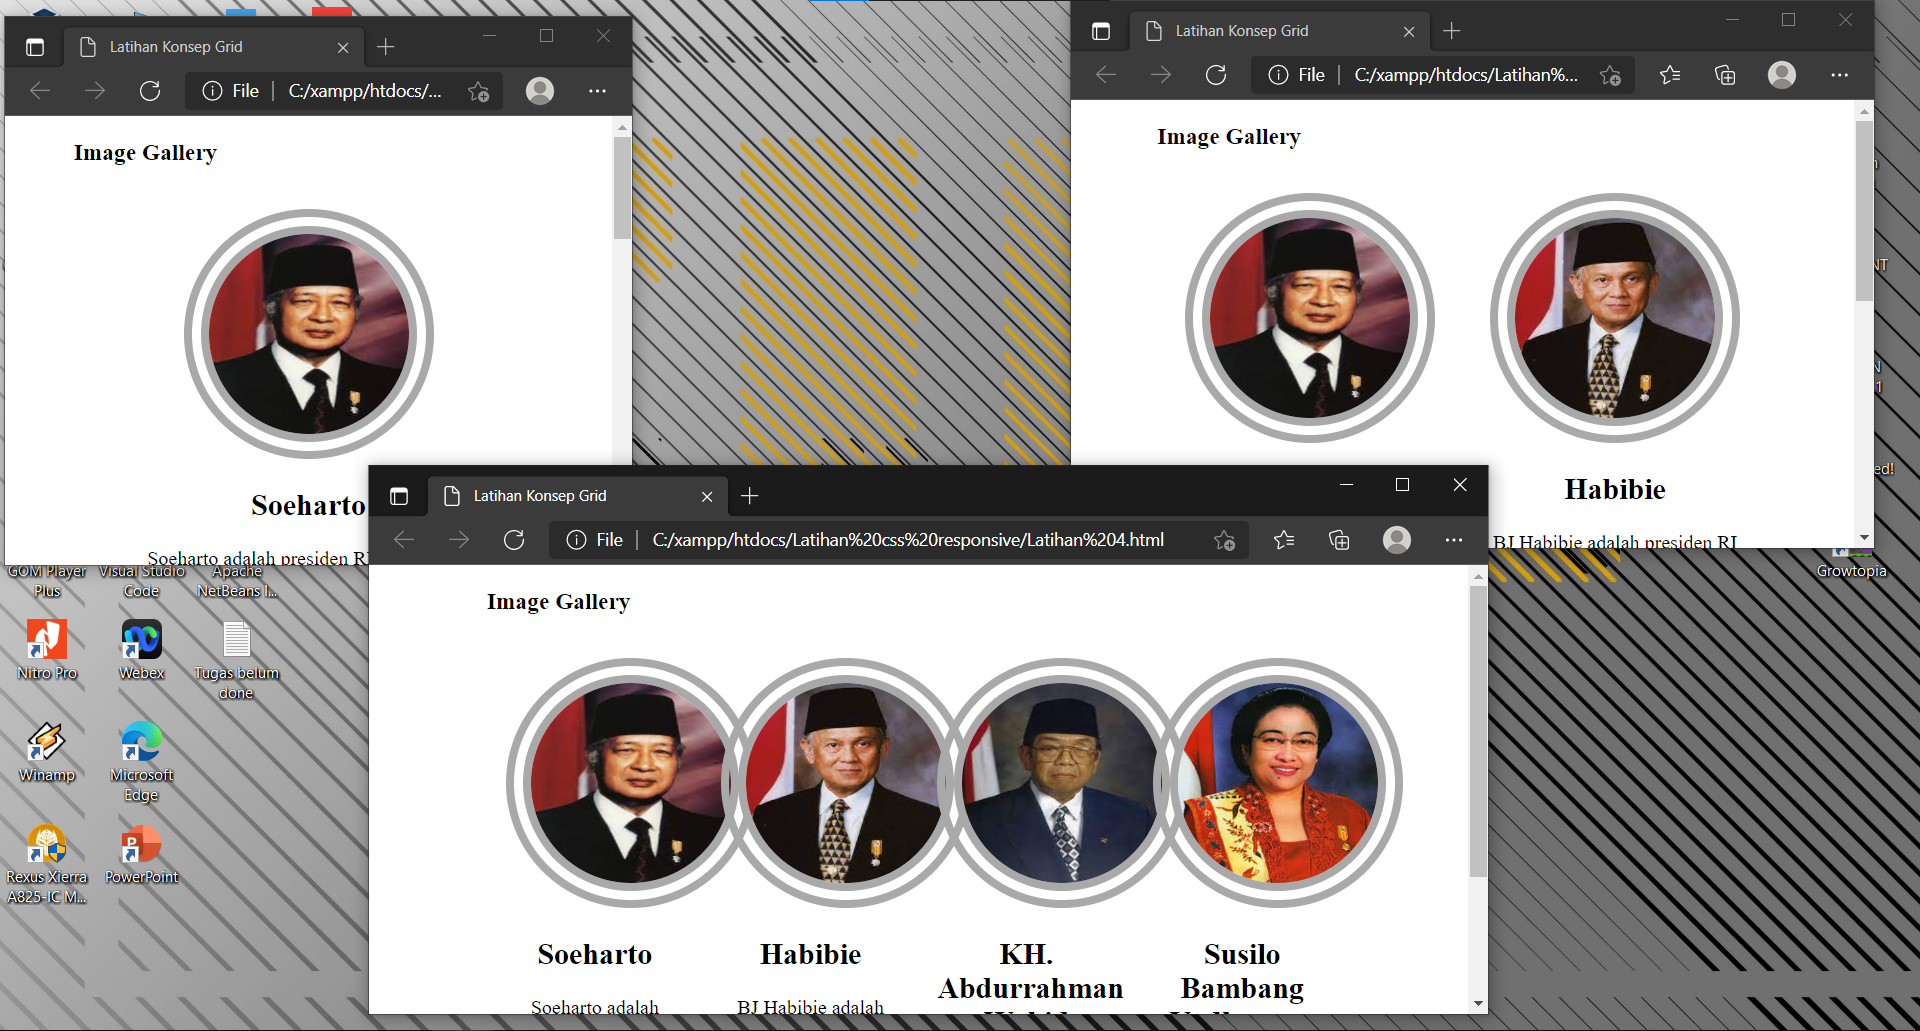 Latihan Konsep Grid
File
C:/xampp/htdocs/...
Image Gallery
Soeharto
Soeharto adalah presiden RI
Latihan Konsep Grid
File
C:/xampp/htdocs/Latihan%...
Image Gallery
Habibie
BJ Habibie adalah presiden RI
Latihan Konsep Grid
File
C:/xampp/htdocs/Latihan%20css%20responsive/Latihan%204.html
Image Gallery
Soeharto
Habibie
KH.
Abdurrahman
Susilo
Bambang
Soeharto adalah
BJ Habibie adalah
GOM Player
Plus
Visual Studio
Code
Apache
NetBeans I...
Nitro Pro
Webex
Tugas belum
done
Winamp
Microsoft
Edge
Rexus Xierra
A825-IC M...
PowerPoint
NT
1
ed!
Growtopia